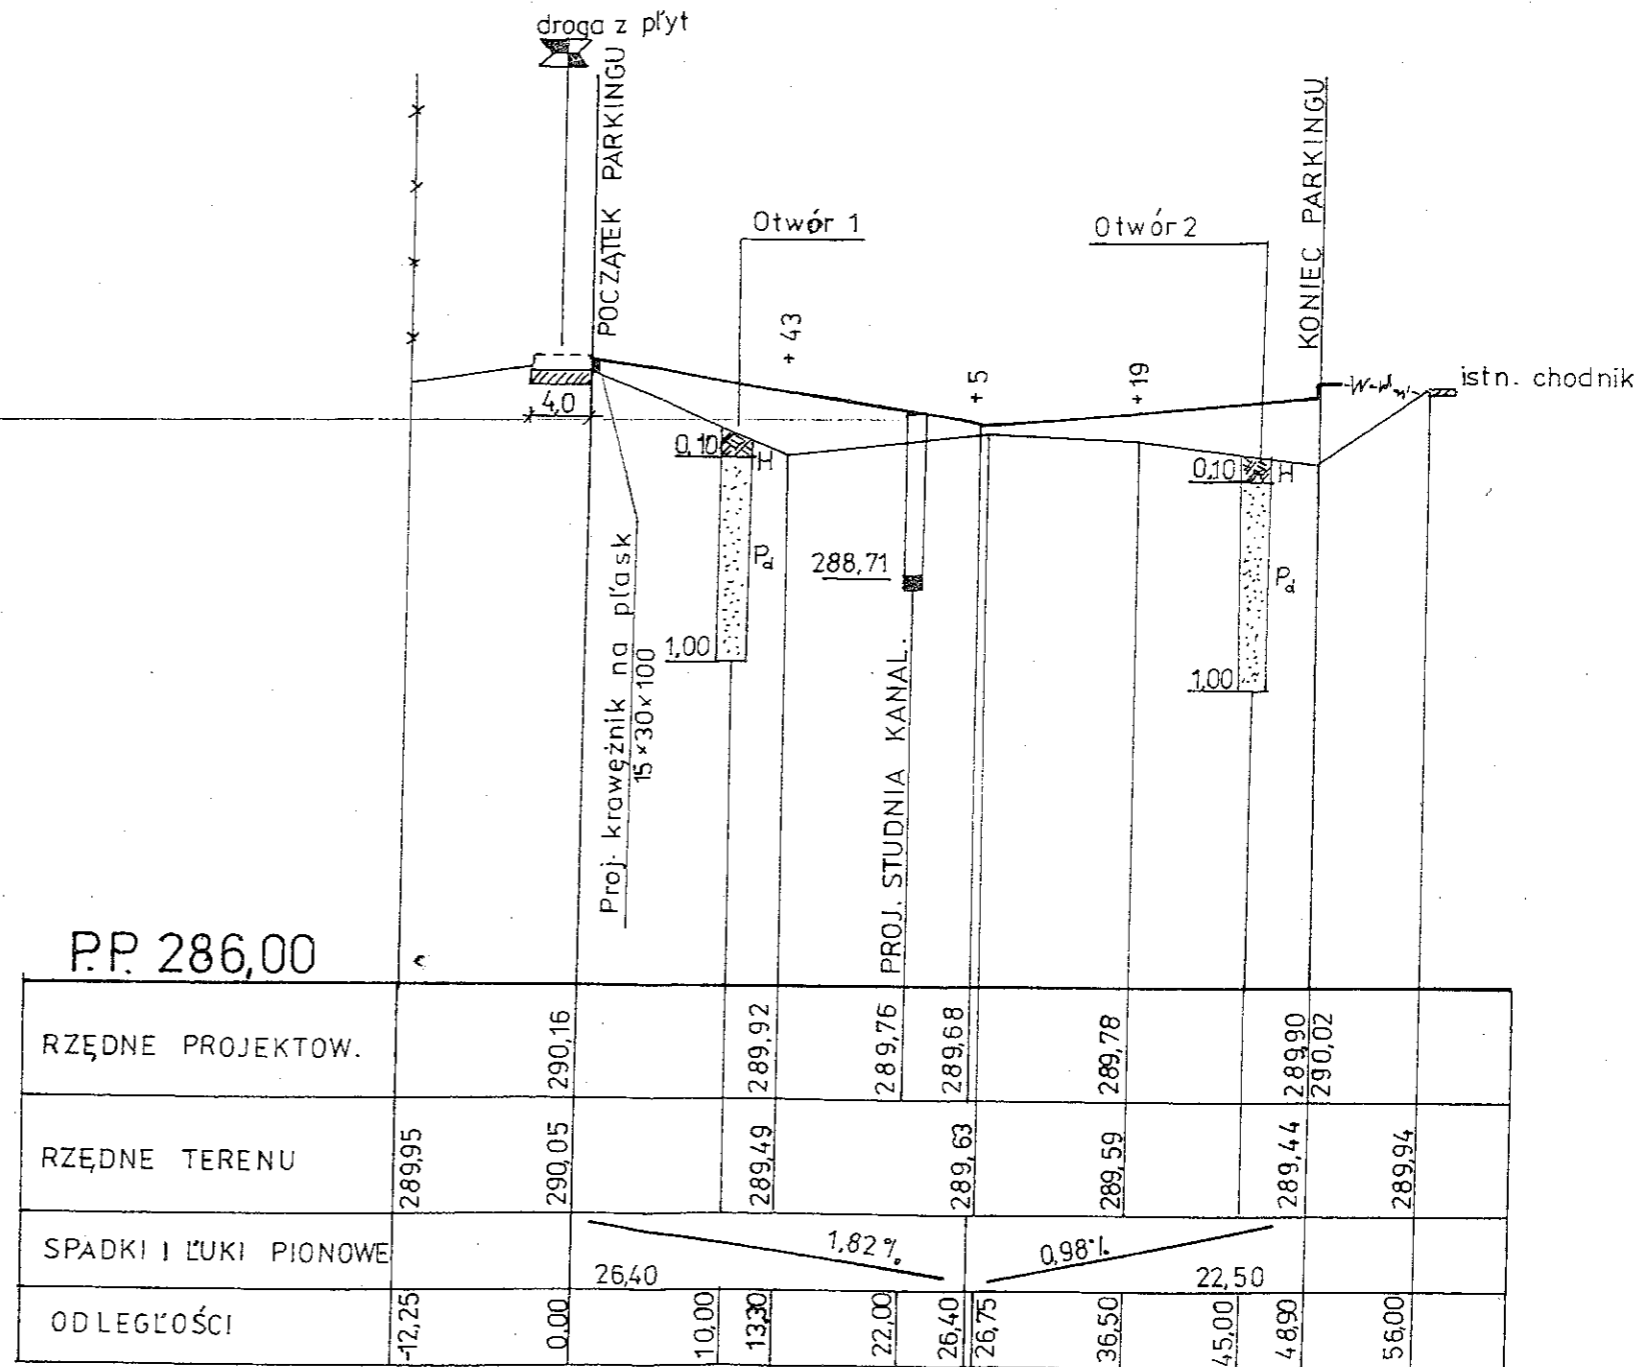 droga z płyt
POCZĄTEK PARKINGU
KONIEC PARKINGU
Otwór 1
Otwór 2
+ 43
+ 5
+ 19
istn. chodnik
4,0
0,10
H
0,10
H
Pd
288,71
Pd
1,00
1,00
Proj. krawężnik na płask
15×30×100
PROJ. STUDNIA KANAL.
P.P. 286,00
RZĘDNE PROJEKTOW. 290,16 289,92 289,76 289,68 289,78 289,90 290,02
RZĘDNE TERENU 289,95 290,05 289,49 289,63 289,59 289,44 289,94
SPADKI I ŁUKI PIONOWE 26,40 1,82% 0,98% 22,50
ODLEGŁOŚCI -12,25 0,00 10,00 13,30 22,00 26,40 26,75 36,50 45,00 48,90 56,00